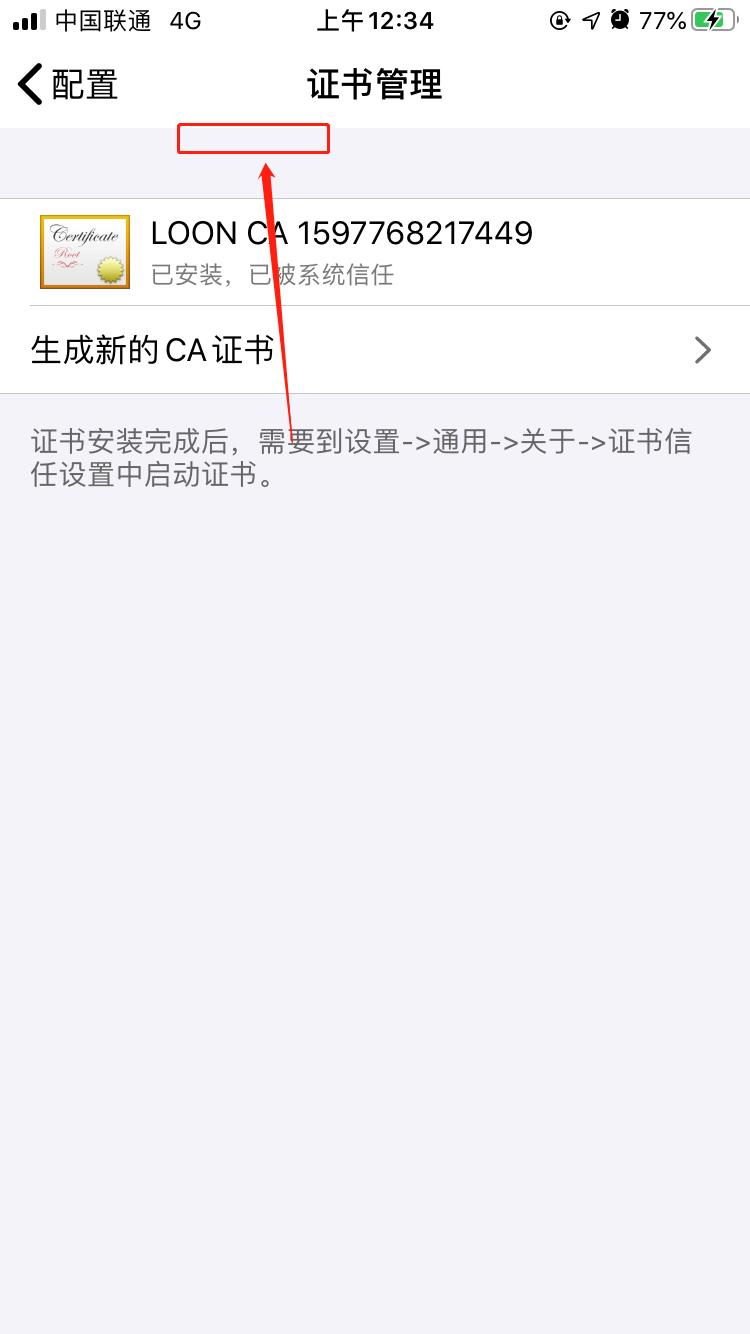 中国联通 4G 上午12:34 77%
配置 证书管理
Certificate
Root
LOON CA 1597768217449
已安装，已被系统信任
生成新的CA证书
证书安装完成后，需要到设置->通用->关于->证书信
任设置中启动证书。